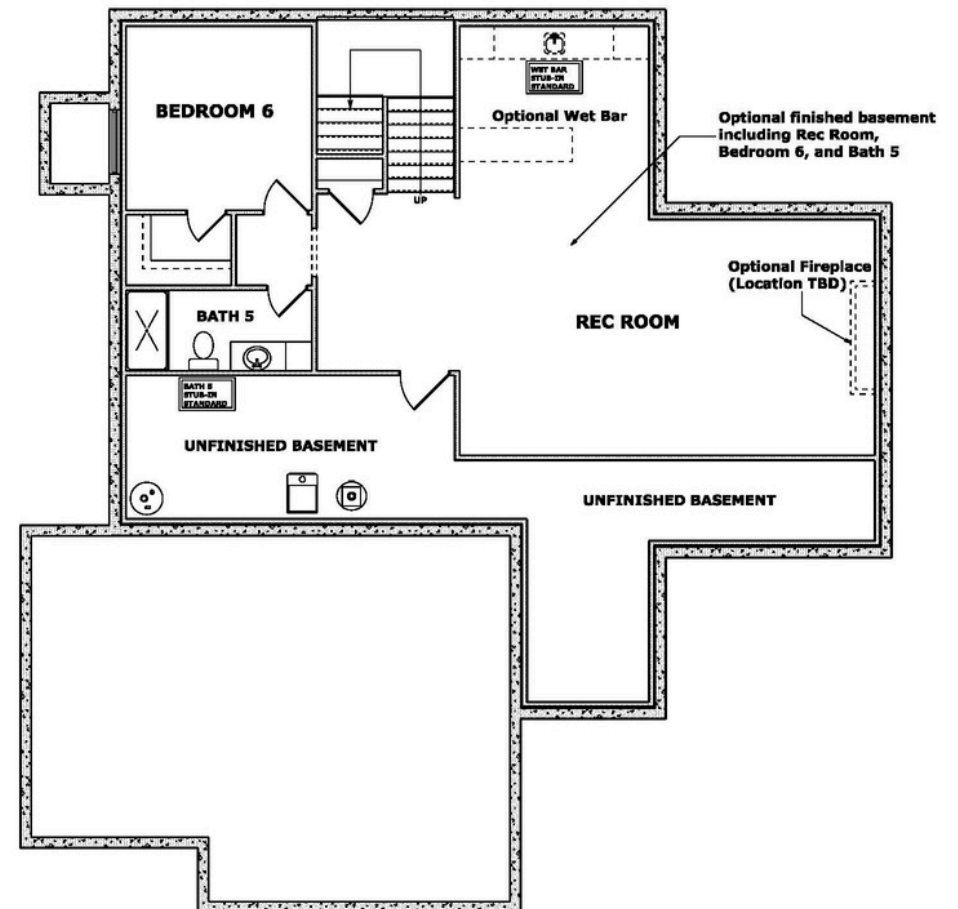 BEDROOM 6
WET BAR
STUB-IN
STANDARD
Optional Wet Bar
Optional finished basement
including Rec Room,
Bedroom 6, and Bath 5
UP
Optional Fireplace
(Location TBD)
BATH 5
REC ROOM
BATH 5
STUB-IN
STANDARD
UNFINISHED BASEMENT
UNFINISHED BASEMENT